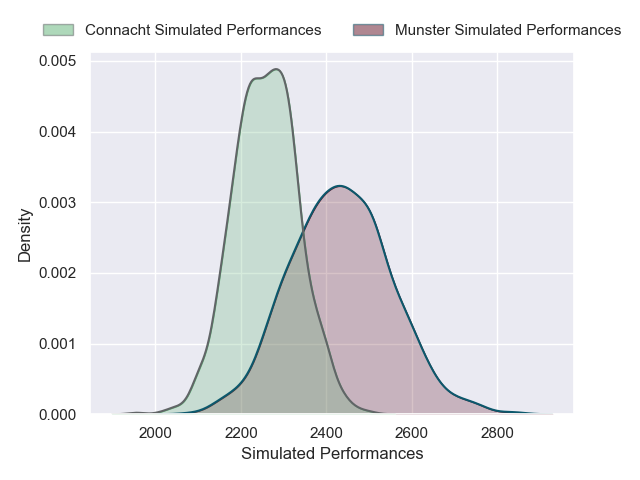 Connacht Simulated Performances
Munster Simulated Performances
0.005
0.004
0.003
0.002
0.001
0.000
Density
2000 2200 2400 2600 2800
Simulated Performances